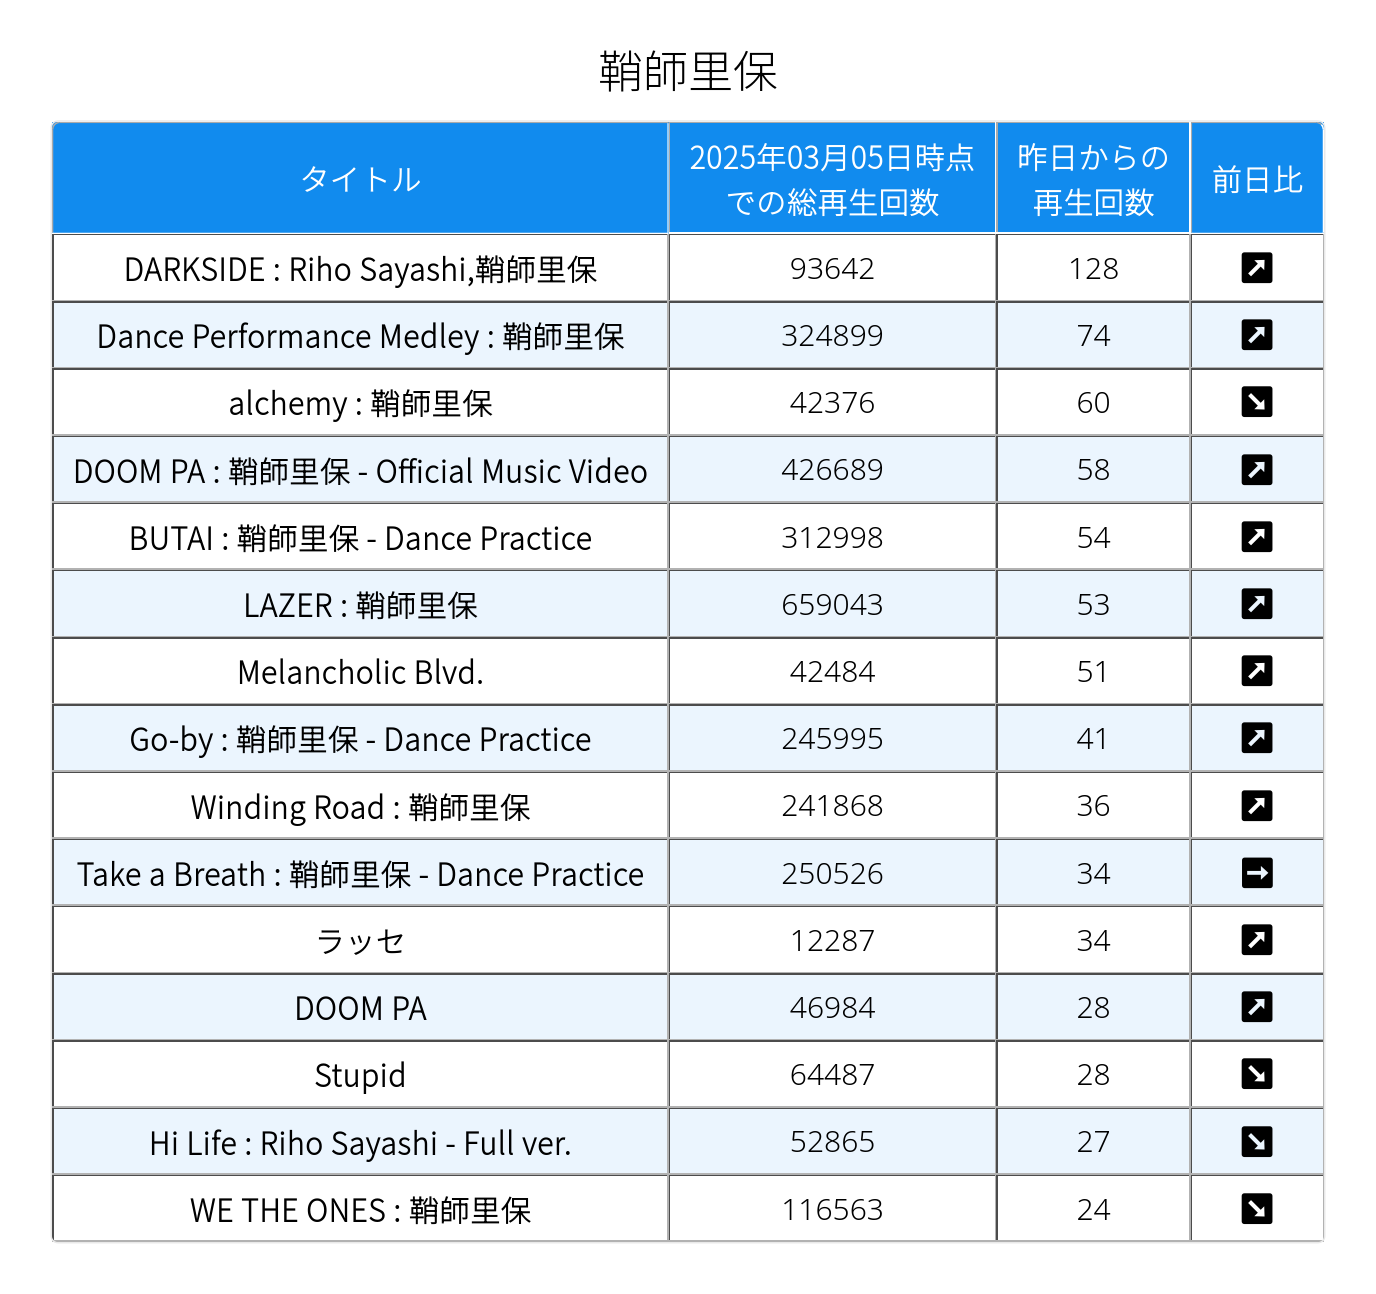 鞘師里保
タイトル
2025年03月05日時点
での総再生回数
昨日からの
再生回数
前日比
DARKSIDE : Riho Sayashi,鞘師里保 93642 128
Dance Performance Medley : 鞘師里保 324899 74
alchemy : 鞘師里保 42376 60
DOOM PA : 鞘師里保 - Official Music Video 426689 58
BUTAI : 鞘師里保 - Dance Practice 312998 54
LAZER : 鞘師里保 659043 53
Melancholic Blvd. 42484 51
Go-by : 鞘師里保 - Dance Practice 245995 41
Winding Road : 鞘師里保 241868 36
Take a Breath : 鞘師里保 - Dance Practice 250526 34
ラッセ 12287 34
DOOM PA 46984 28
Stupid 64487 28
Hi Life : Riho Sayashi - Full ver. 52865 27
WE THE ONES : 鞘師里保 116563 24